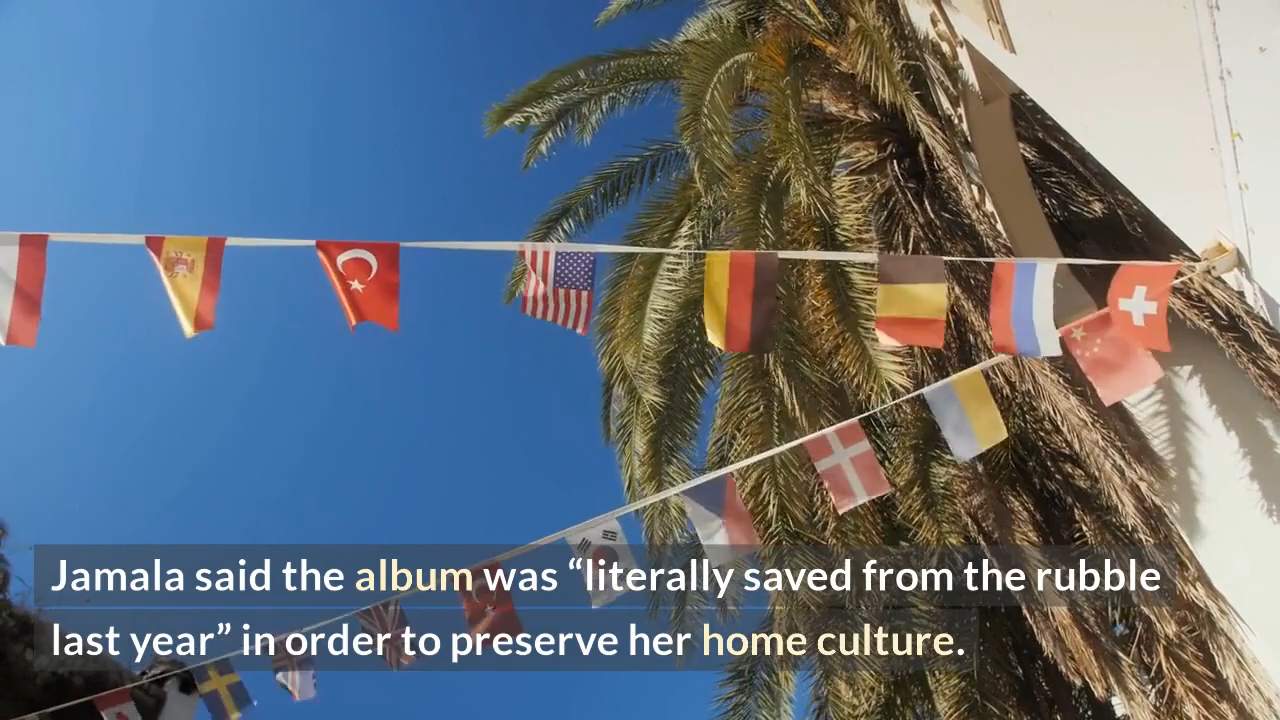 Jamala said the album was “literally saved from the rubble
last year” in order to preserve her home culture.